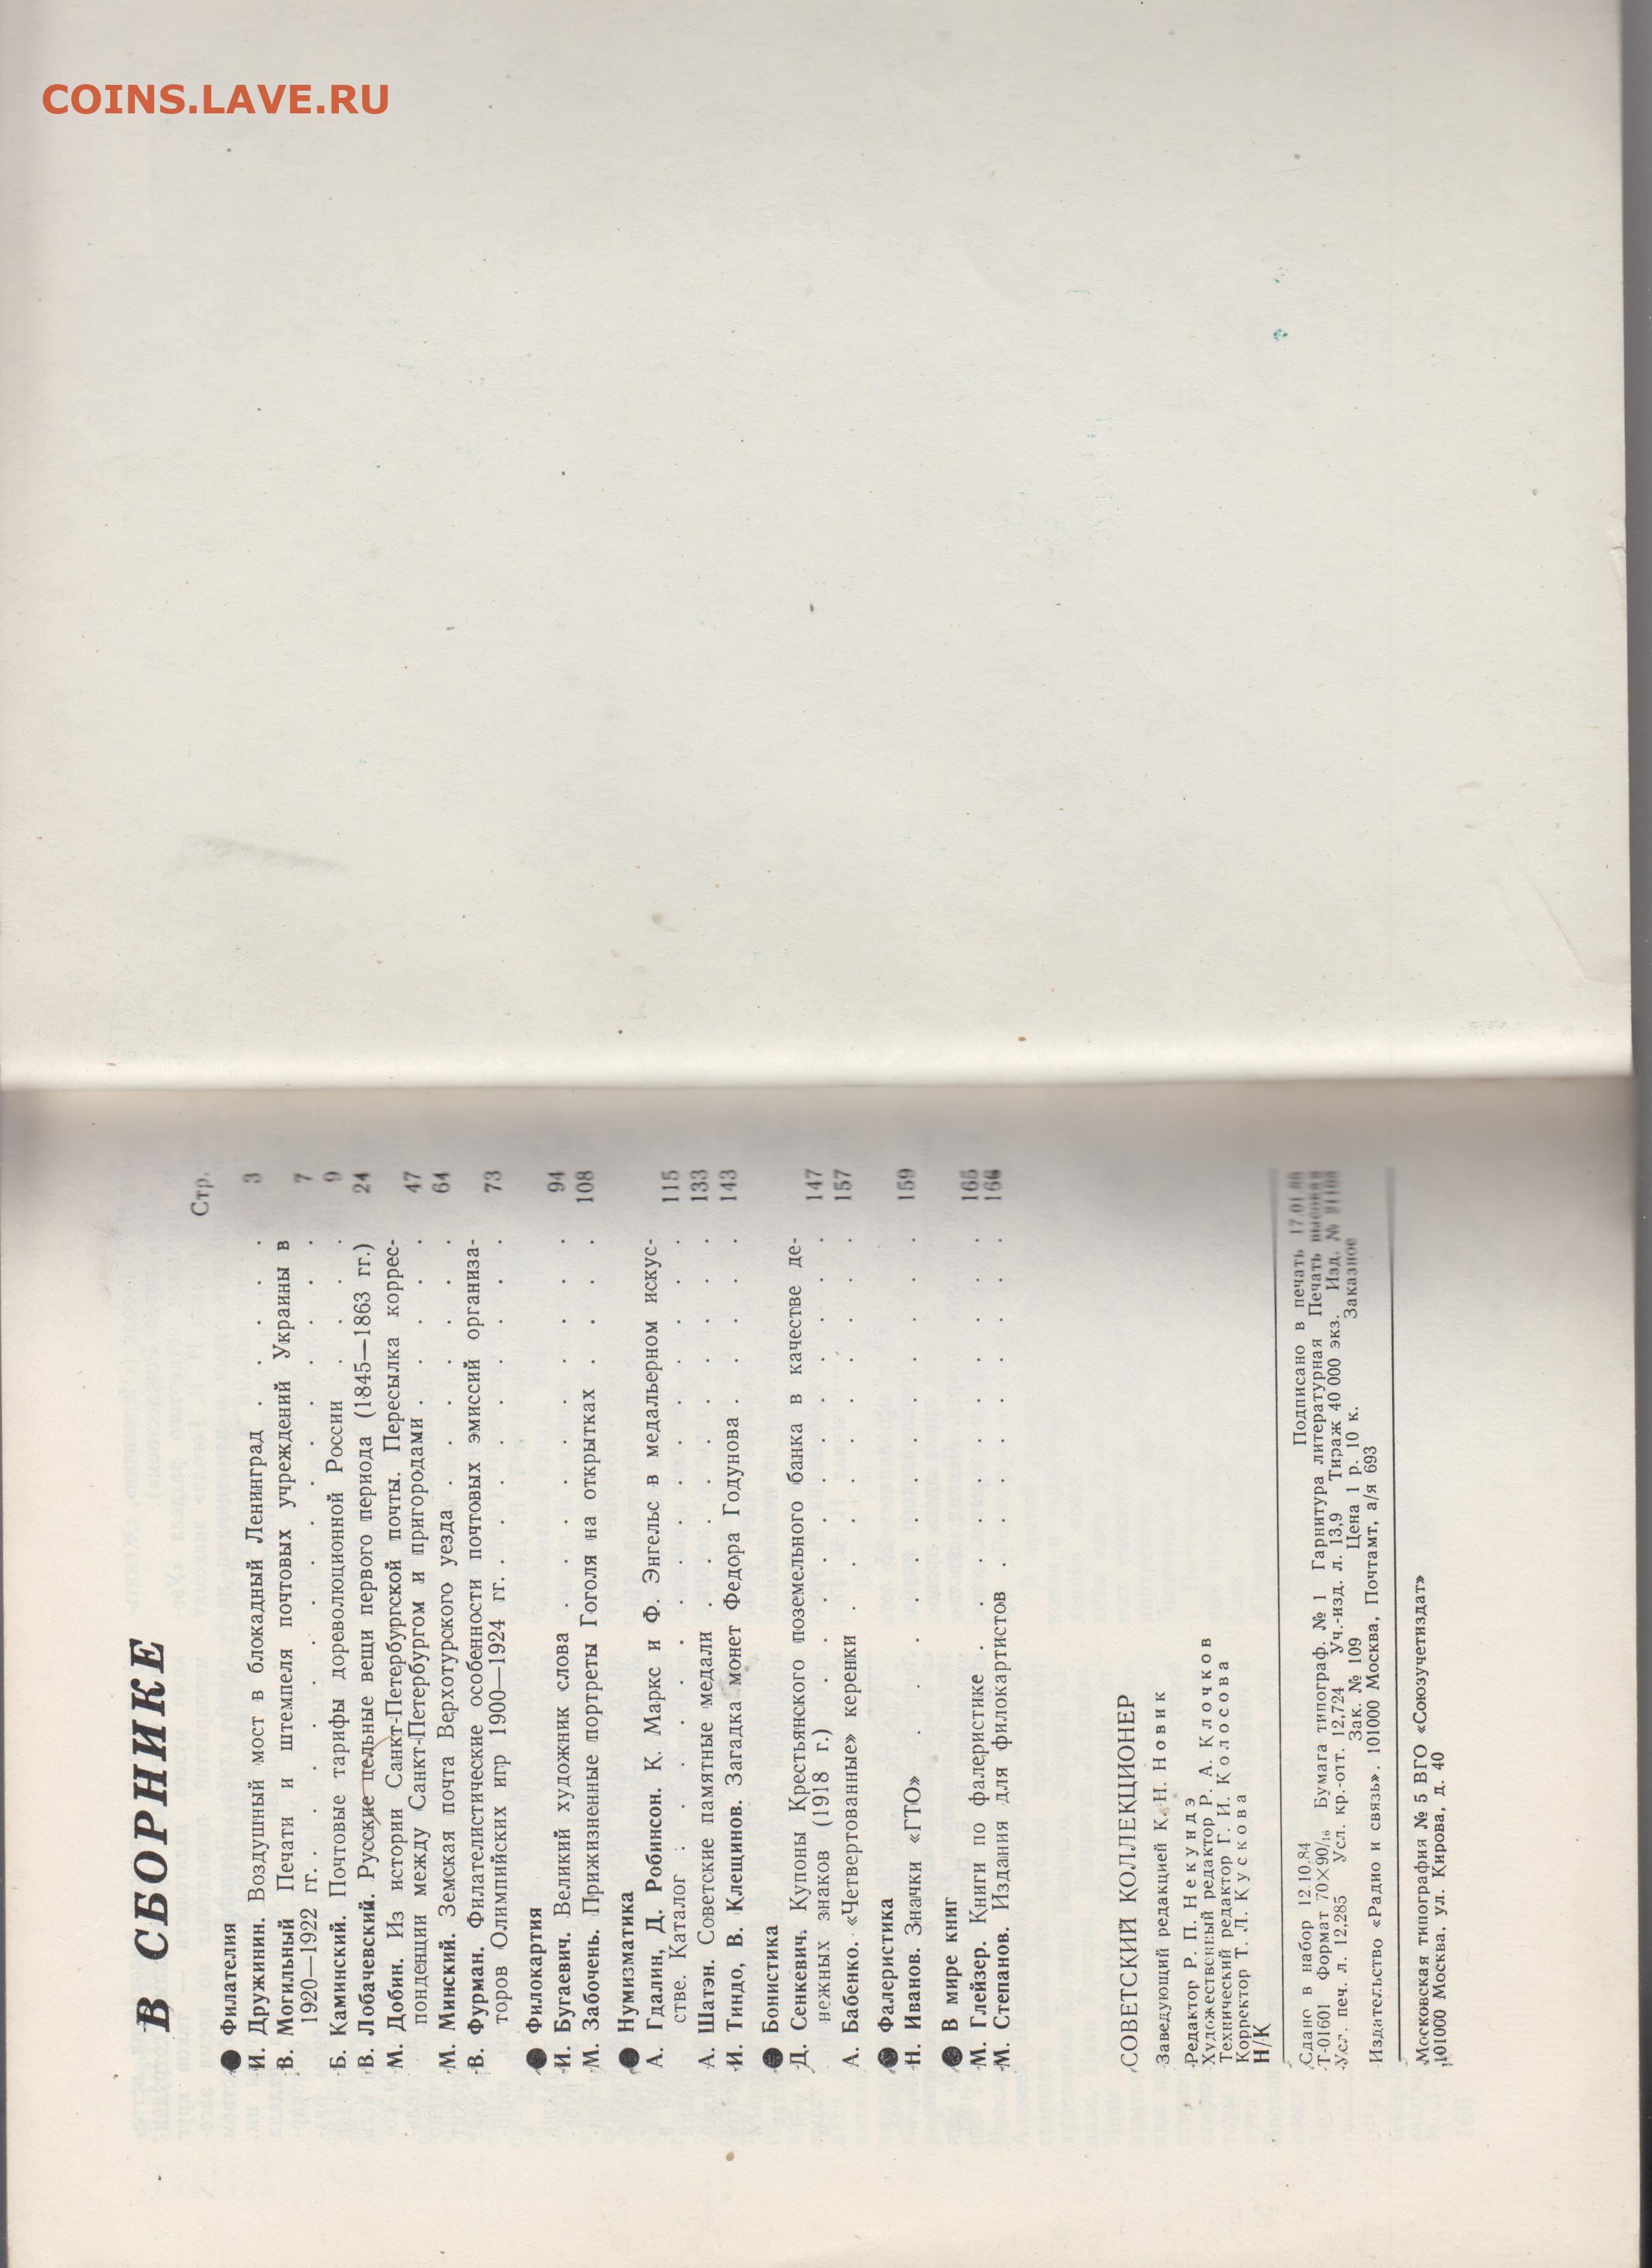 COINS.LAVE.RU
В СБОРНИКЕ
Стр.
Филателия
И. Дружинин. Воздушный мост в блокадный Ленинград . . . . . 3
В. Могильный Печати и штемпеля почтовых учреждений Украины в
1920—1922 гг. . . . . . . . . . . 7
Б. Каминский. Почтовые тарифы дореволюционной России . . . . 9
В. Лобачевский. Русские цельные вещи первого периода (1845—1863 гг.) 24
М. Добин. Из истории Санкт-Петербургской почты. Пересылка коррес-
понденции между Санкт-Петербургом и пригородами . . . . . 47
М. Минский. Земская почта Верхотурского уезда . . . . . . 64
В. Фурман. Филателистические особенности почтовых эмиссий организа-
торов Олимпийских игр 1900—1924 гг. . . . . . . . 73
Филокартия
И. Бугаевич. Великий художник слова . . . . . . . . 94
М. Забочень. Прижизненные портреты Гоголя на открытках . . . . 108
Нумизматика
А. Гдалин, Д. Робинсон. К. Маркс и Ф. Энгельс в медальерном искус-
стве. Каталог . . . . . . . . . . 115
А. Шатэн. Советские памятные медали . . . . . . . . 133
И. Тиндо, В. Клещинов. Загадка монет Федора Годунова . . . . . 143
Бонистика
Д. Сенкевич. Купоны Крестьянского поземельного банка в качестве де-
нежных знаков (1918 г.) . . . . . . . . . . 147
А. Бабенко. «Четвертованные» керенки . . . . . . . . 157
Фалеристика
Н. Иванов. Значки «ГТО» . . . . . . . . . . 159
В мире книг
М. Глейзер. Книги по фалеристике . . . . . . . . 165
М. Степанов. Издания для филокартистов . . . . . . . 166
СОВЕТСКИЙ КОЛЛЕКЦИОНЕР
Заведующий редакцией К. Н. Новик
Редактор Р. П. Некундэ
Художественный редактор Р. А. Клочков
Технический редактор Г. И. Колосова
Корректор Т. Л. Кускова
Н/К
Сдано в набор 12.10.84 Подписано в печать 17.01.
Т-01601 Формат 70×90/16 Бумага типограф. № 1 Гарнитура литературная Печать высокая
Усл. печ. л. 12,285 Усл. кр.-отт. 12,724 Уч.-изд. л. 13,9 Тираж 40 000 экз. Изд. №
Зак. № 109 Цена 1 р. 10 к. Заказное
Издательство «Радио и связь». 101000 Москва, Почтамт, а/я 693
Московская типография № 5 ВГО «Союзучетиздат»
101000 Москва, ул. Кирова, д. 40